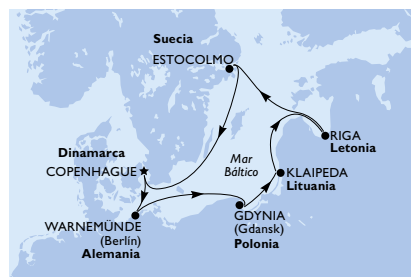 Suecia
ESTOCOLMO
Dinamarca
COPENHAGUE
Mar
Báltico
RIGA
Letonia
KLAIPEDA
Lituania
WARNEMÜNDE
(Berlín)
Alemania
GDYNIA
(Gdansk)
Polonia